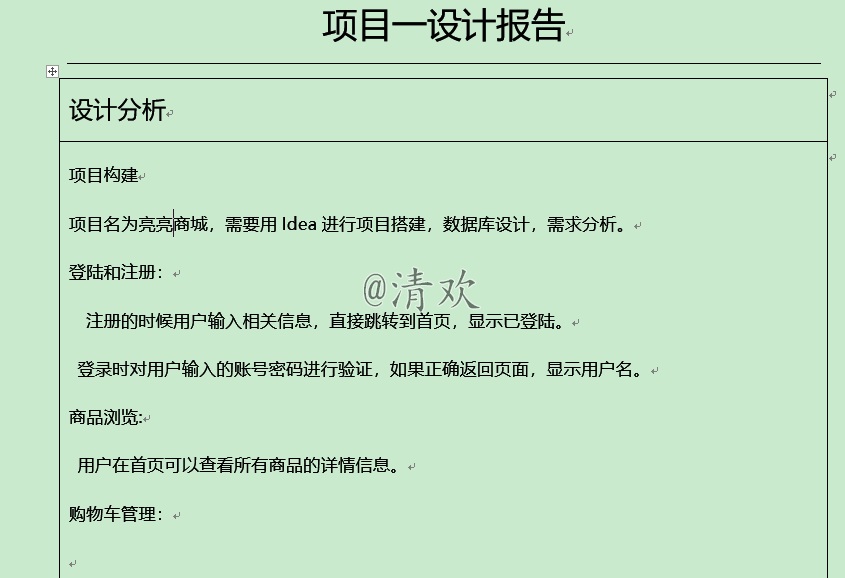 项目一设计报告
设计分析
项目构建
项目名为亮亮商城，需要用 Idea 进行项目搭建，数据库设计，需求分析。
登陆和注册：
@清欢
注册的时候用户输入相关信息，直接跳转到首页，显示已登陆。
登录时对用户输入的账号密码进行验证，如果正确返回页面，显示用户名。
商品浏览:
用户在首页可以查看所有商品的详情信息。
购物车管理：